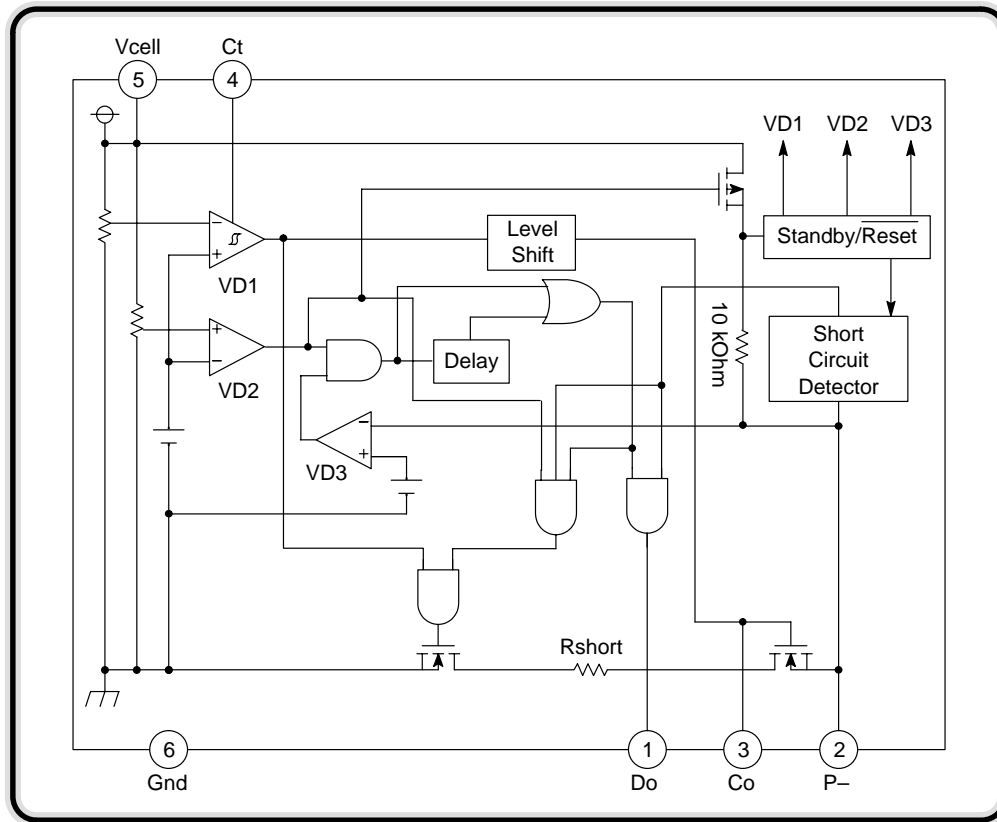 Vcell
Ct
5
4
VD1
VD2
VD3
−
+
VD1
Level
Shift
Standby/Reset
+
−
VD2
Delay
10 kOhm
Short
Circuit
Detector
−
+
VD3
Rshort
6
1
3
2
Gnd
Do
Co
P–